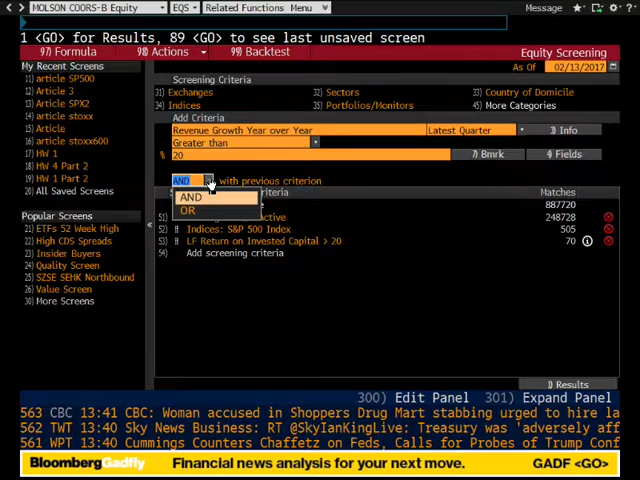 MOLSON COORS-B Equity EQS Related Functions Menu Message
1 <GO> for Results, 89 <GO> to see last unsaved screen
97) Formula 98) Actions 99) Backtest Equity Screening
As Of 02/13/2017
My Recent Screens
11) article SP500
12) Article 3
13) Article SPX2
14) article stoxx
15) Article
16) article stoxx600
17) HW 1
18) HW 4 Part 2
19) HW 1 Part 2
20) All Saved Screens
Popular Screens
21) ETFs 52 Week High
22) High CDS Spreads
23) Insider Buyers
24) Quality Screen
25) SZSE SEHK Northbound
26) Value Screen
30) More Screens
Screening Criteria
31) Exchanges 32) Sectors 33) Country of Domicile
34) Indices 35) Portfolios/Monitors 45) More Categories
Add Criteria
Revenue Growth Year over Year Latest Quarter 3) Info
Greater than
% 20 7) Bmrk 4) Fields
AND with previous criterion
AND
OR
Matches
887720
51) 248728
52) Indices: S&P 500 Index 505
53) LF Return on Invested Capital > 20 70
54) Add screening criteria
1) Results
300) Edit Panel 301) Expand Panel
563 CBC 13:41 CBC: Woman accused in Shoppers Drug Mart stabbing urged to hire la
562 TWT 13:40 Sky News Business: RT @SkyIanKingLive: Treasury was 'adversely aff
561 WPT 13:40 Cummings Counters Chaffetz on Feds, Calls for Probes of Trump Conf
BloombergGadfly Financial news analysis for your next move. GADF <GO>